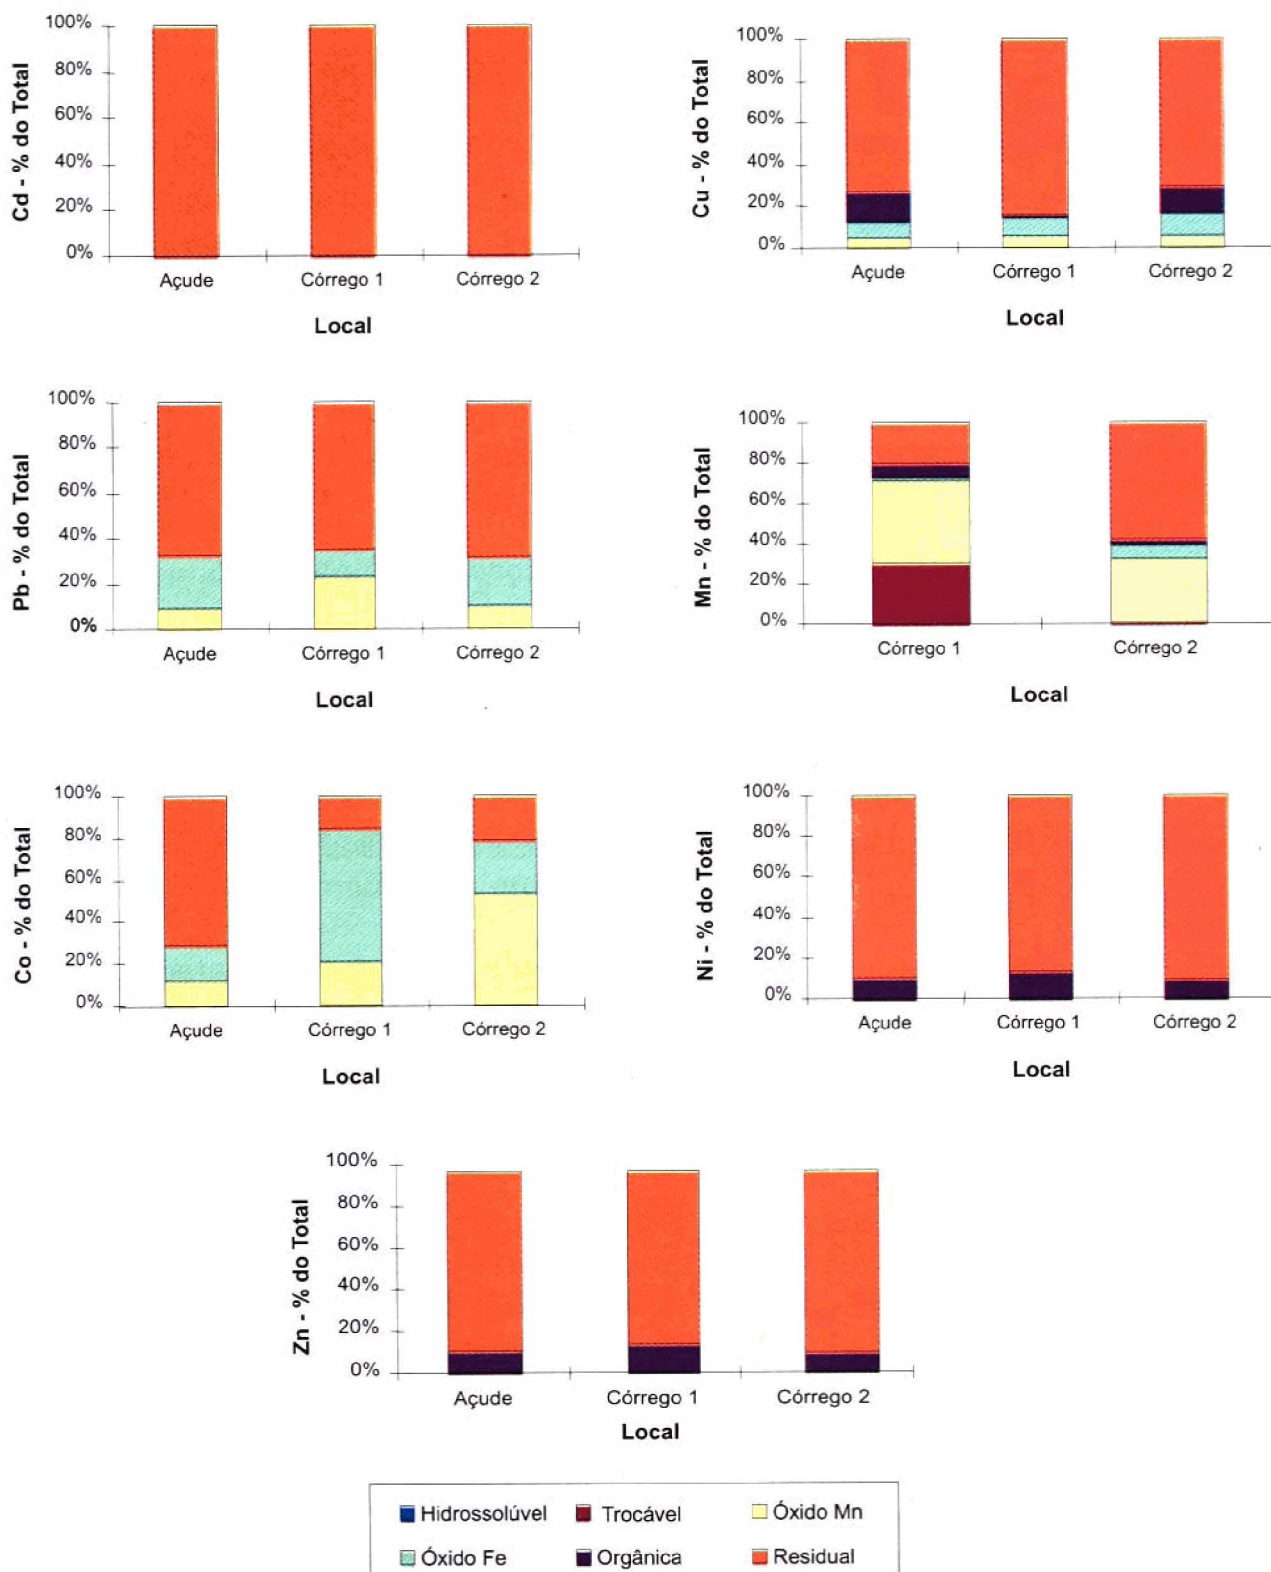 Cd - % do Total
100%
80%
60%
40%
20%
0%
Açude Córrego 1 Córrego 2
Local
Cu - % do Total
100%
80%
60%
40%
20%
0%
Açude Córrego 1 Córrego 2
Local
Pb - % do Total
100%
80%
60%
40%
20%
0%
Açude Córrego 1 Córrego 2
Local
Mn - % do Total
100%
80%
60%
40%
20%
0%
Córrego 1 Córrego 2
Local
Co - % do Total
100%
80%
60%
40%
20%
0%
Açude Córrego 1 Córrego 2
Local
Ni - % do Total
100%
80%
60%
40%
20%
0%
Açude Córrego 1 Córrego 2
Local
Zn - % do Total
100%
80%
60%
40%
20%
0%
Açude Córrego 1 Córrego 2
Local
Hidrossolúvel Trocável Óxido Mn
Óxido Fe Orgânica Residual